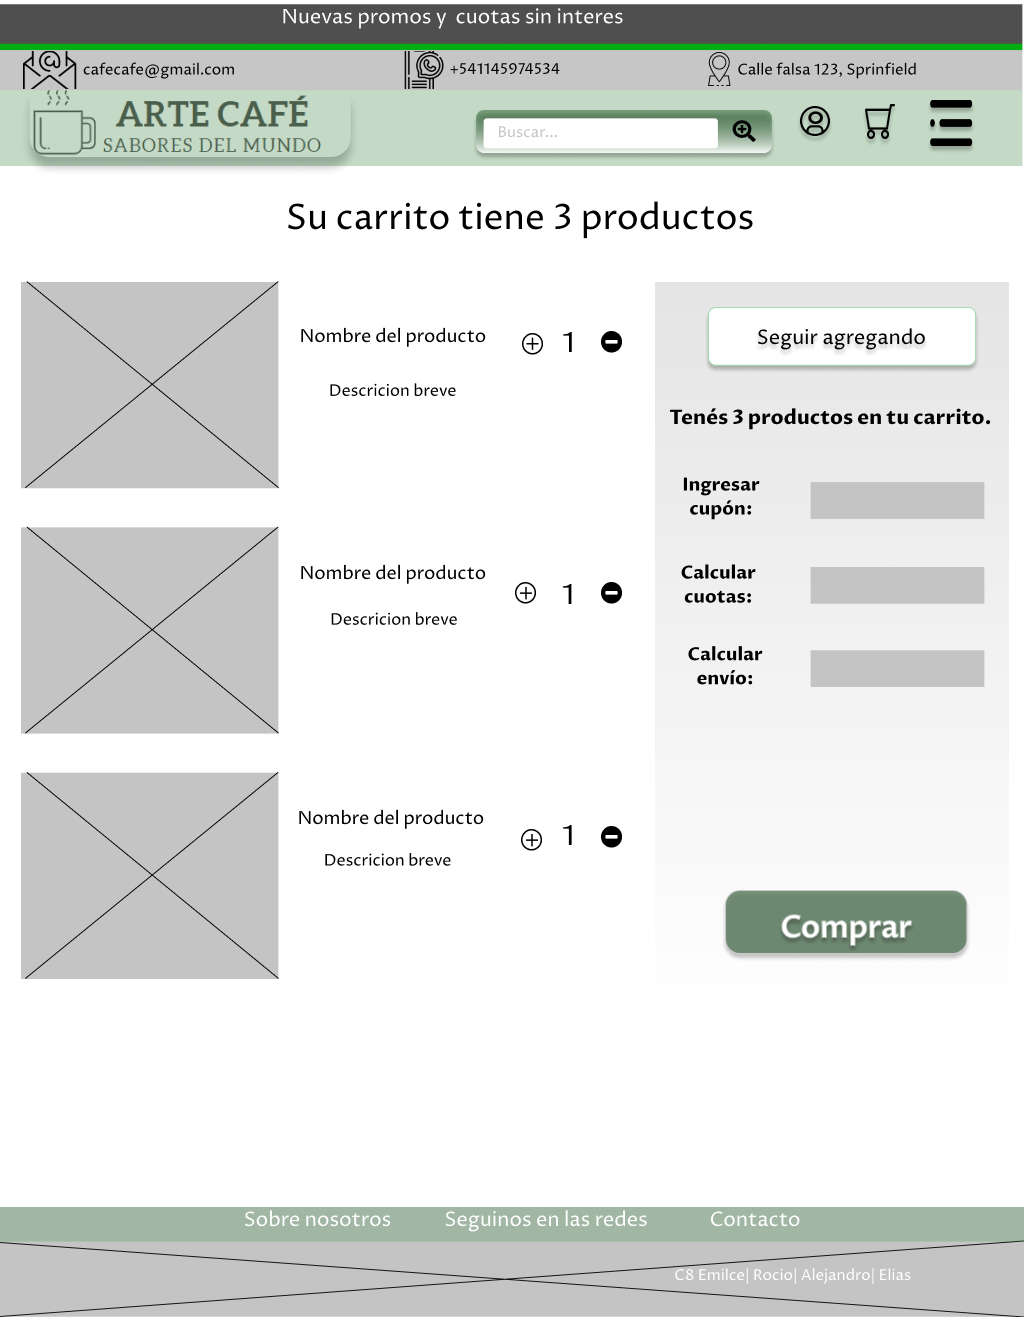 Nuevas promos y  cuotas sin interes
cafecafe@gmail.com
+541145974534
Calle falsa 123, Sprinfield
ARTE CAFÉ
SABORES DEL MUNDO
Buscar...
Su carrito tiene 3 productos
Nombre del producto
1
Descricion breve
Nombre del producto
1
Descricion breve
Nombre del producto
1
Descricion breve
Seguir agregando
Tenés 3 productos en tu carrito.
Ingresar
cupón:
Calcular
cuotas:
Calcular
envío:
Comprar
Sobre nosotros
Seguinos en las redes
Contacto
C8 Emilce| Rocio| Alejandro| Elias